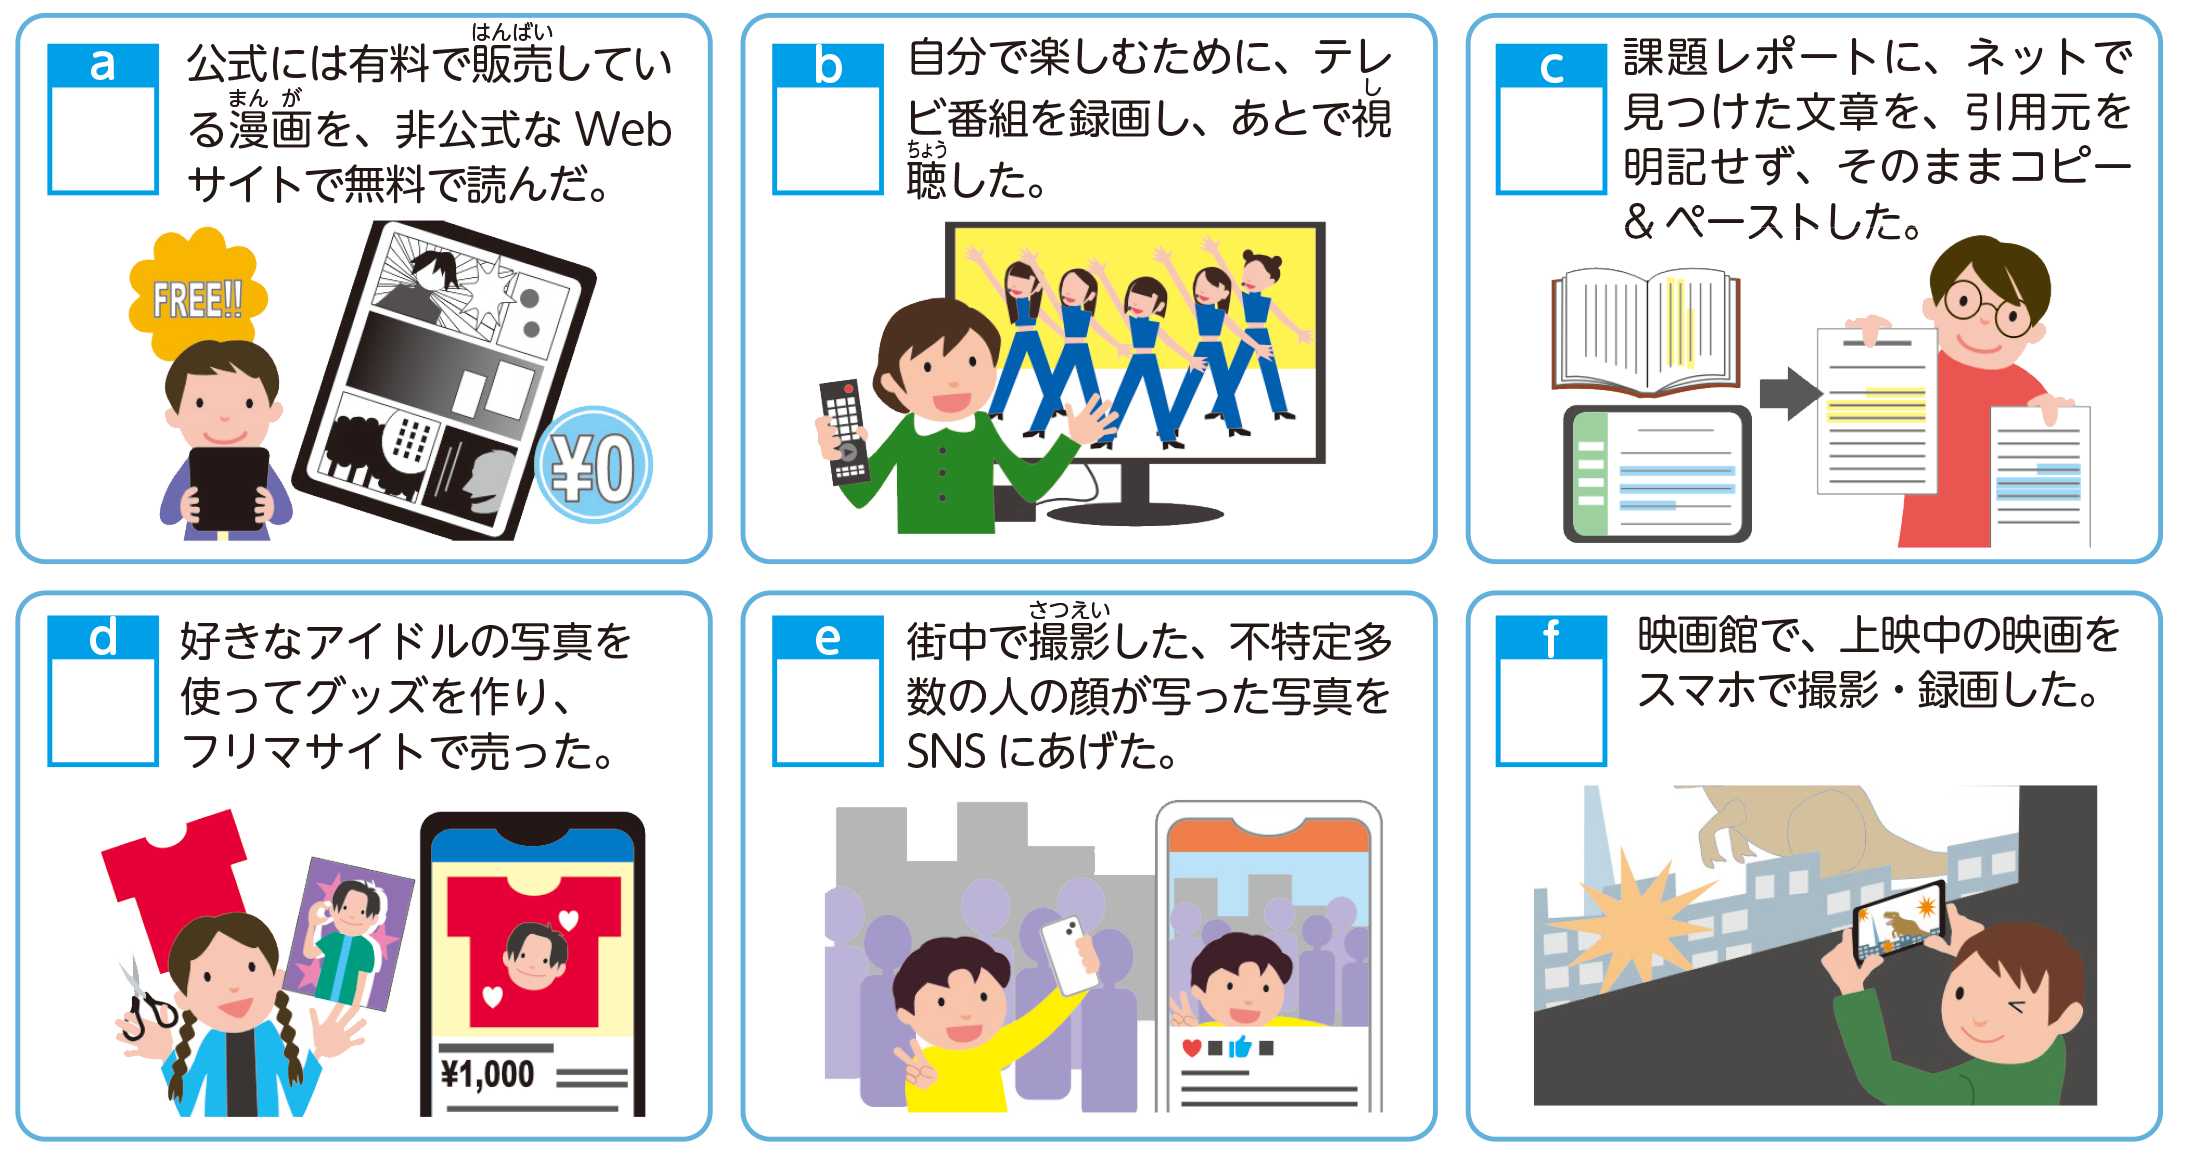 a
公式には有料で販売してい
はんばい
る漫画を、非公式な Web
まん が
サイトで無料で読んだ。
FREE!!
¥0
b
自分で楽しむために、テレ
ビ番組を録画し、あとで視
し
聴した。
ちょう
c
課題レポートに、ネットで
見つけた文章を、引用元を
明記せず、そのままコピー
& ペーストした。
d
好きなアイドルの写真を
使ってグッズを作り、
フリマサイトで売った。
¥1,000
e
街中で撮影した、不特定多
さつえい
数の人の顔が写った写真を
SNS にあげた。
f
映画館で、上映中の映画を
スマホで撮影・録画した。